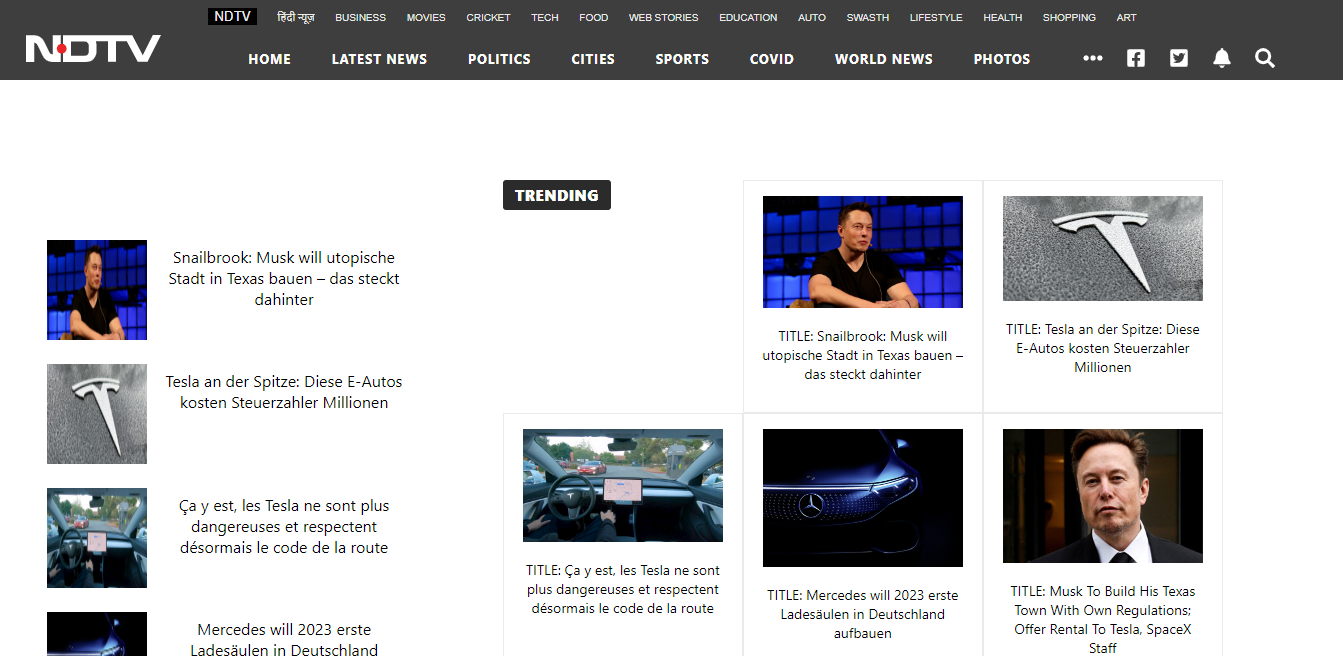 NDTV
हिंदी न्यूज़
BUSINESS
MOVIES
CRICKET
TECH
FOOD
WEB STORIES
EDUCATION
AUTO
SWASTH
LIFESTYLE
HEALTH
SHOPPING
ART
NDTV
HOME
LATEST NEWS
POLITICS
CITIES
SPORTS
COVID
WORLD NEWS
PHOTOS
Snailbrook: Musk will utopische
Stadt in Texas bauen – das steckt
dahinter
Tesla an der Spitze: Diese E-Autos
kosten Steuerzahler Millionen
Ça y est, les Tesla ne sont plus
dangereuses et respectent
désormais le code de la route
Mercedes will 2023 erste
Ladesäulen in Deutschland
TRENDING
TITLE: Snailbrook: Musk will
utopische Stadt in Texas bauen –
das steckt dahinter
TITLE: Tesla an der Spitze: Diese
E-Autos kosten Steuerzahler
Millionen
TITLE: Ça y est, les Tesla ne sont
plus dangereuses et respectent
désormais le code de la route
TITLE: Mercedes will 2023 erste
Ladesäulen in Deutschland
aufbauen
TITLE: Musk To Build His Texas
Town With Own Regulations;
Offer Rental To Tesla, SpaceX
Staff